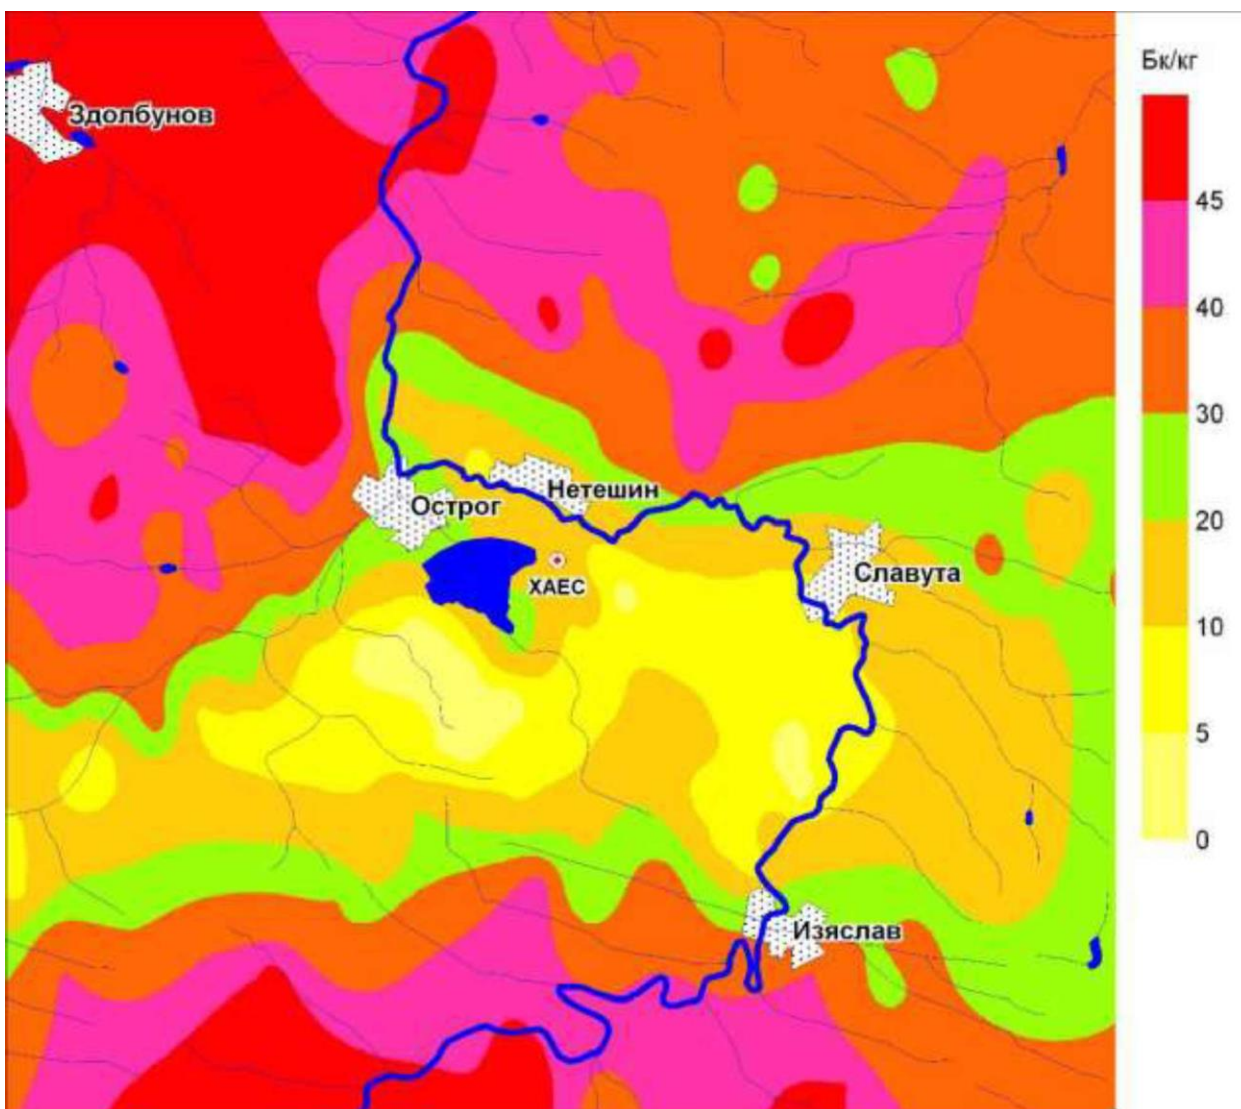 Бк/кг
Здолбунов
45
40
30
Нетешин
Острог
20
Славута
ХАЕС
10
5
0
Изяслав